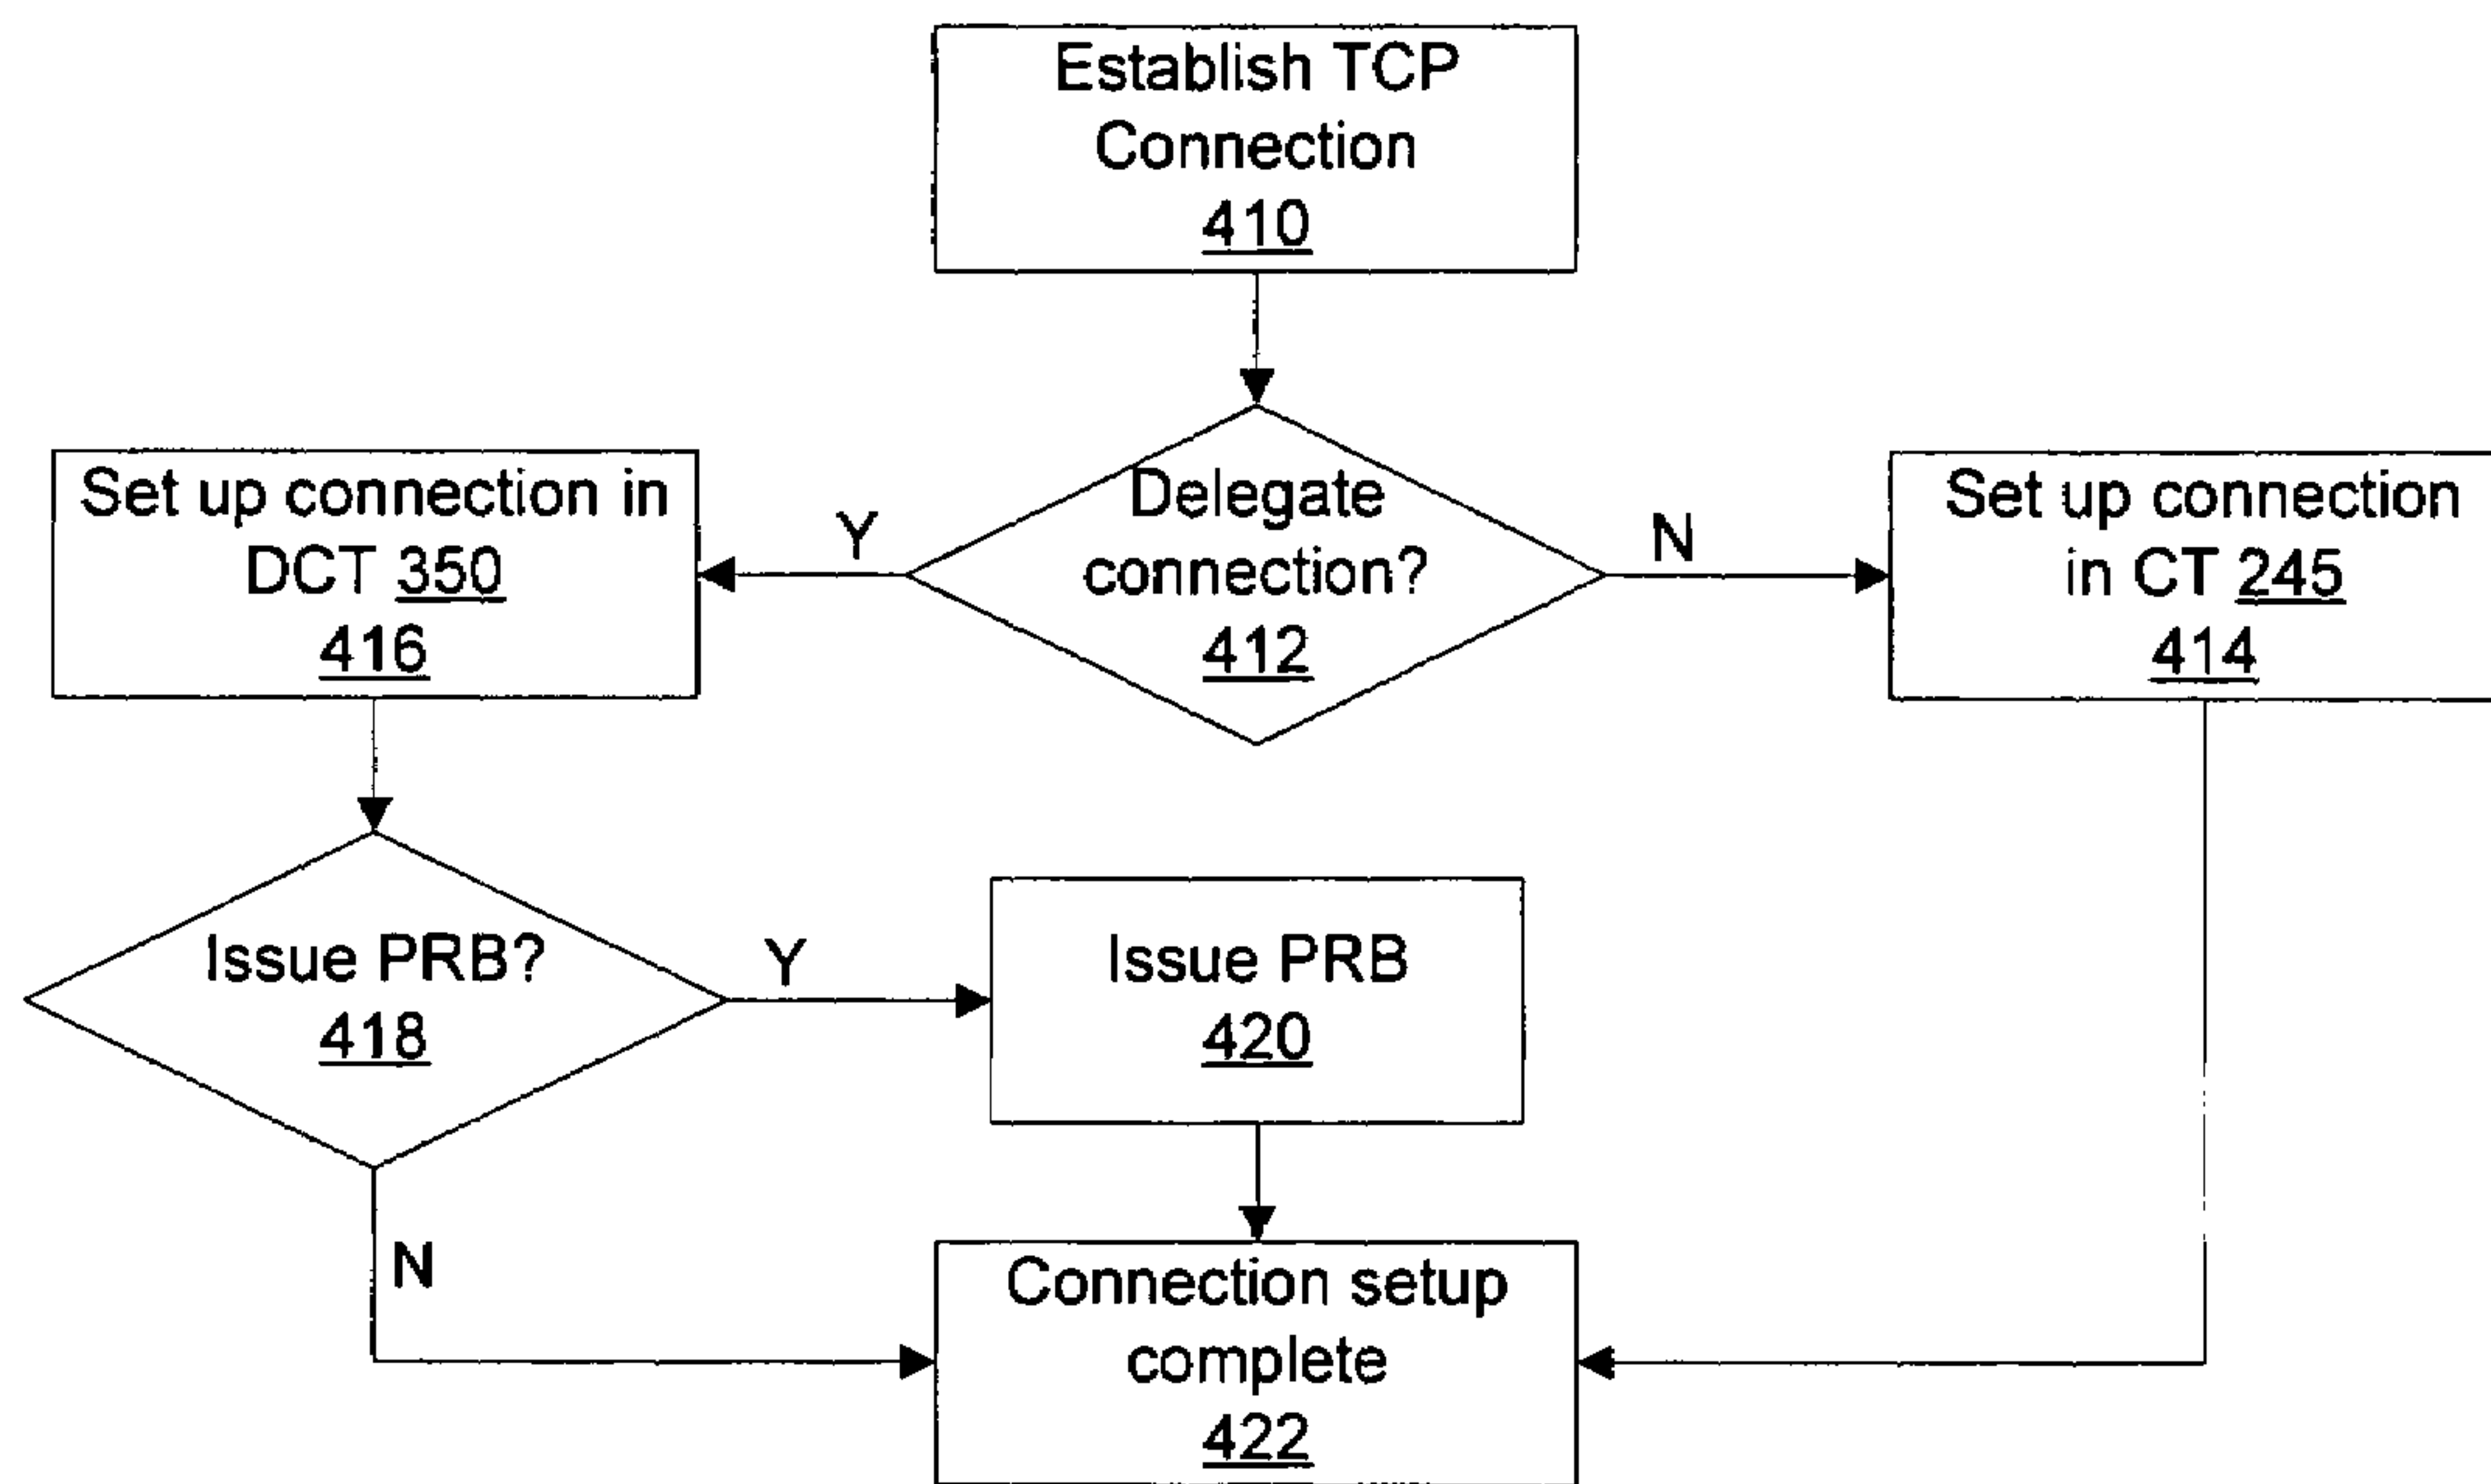 Establish TCP
Connection
410
Delegate
connection?
412
Y
N
Set up connection in
DCT 350
416
Set up connection
in CT 245
414
Issue PRB?
418
Y
N
Issue PRB
420
Connection setup
complete
422